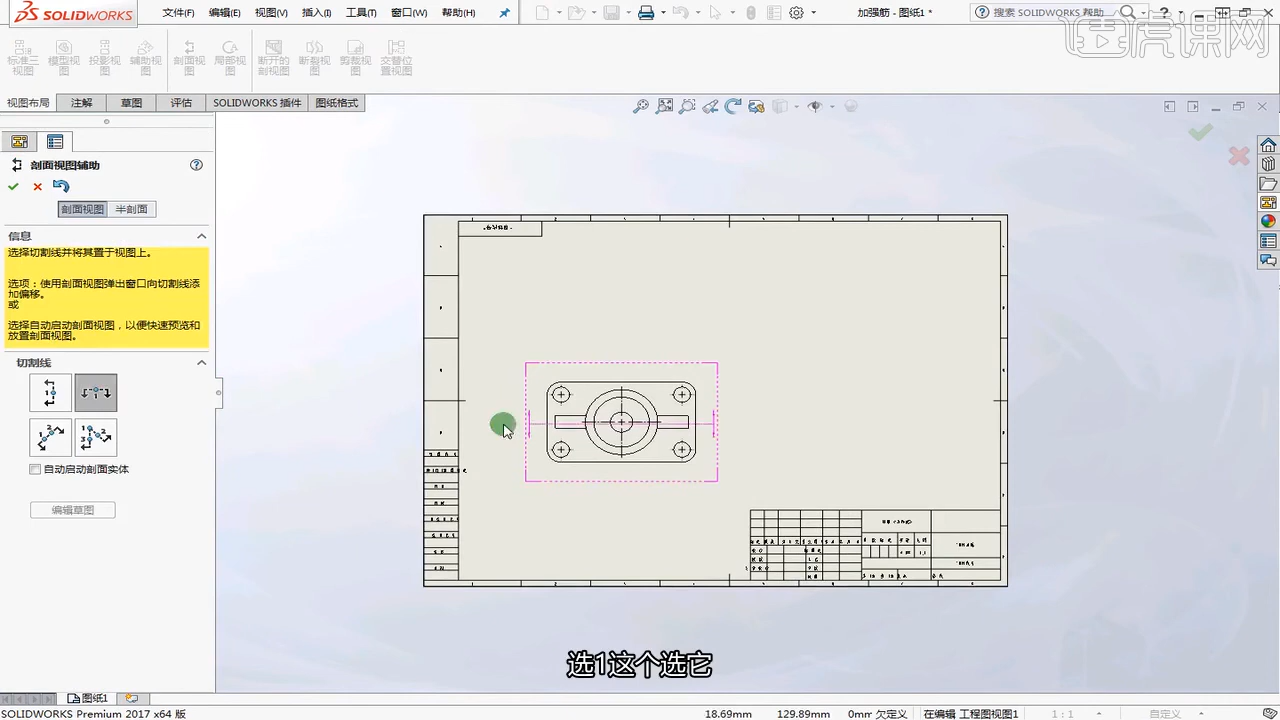 SOLIDWORKS 文件(F) 编辑(E) 视图(V) 插入(I) 工具(T) 窗口(W) 帮助(H) 加强筋 - 图纸1 * 搜索 SOLIDWORKS 帮助
虎课网
标准三视图 模型视图 投影视图 辅助视图 剖面视图 局部视图 断开的剖视图 断裂视图 剪裁视图 交替位置视图
视图布局 注解 草图 评估 SOLIDWORKS 插件 图纸格式
剖面视图辅助
剖面视图 半剖面
信息
选择切割线并将其置于视图上。
选项：使用剖面视图弹出窗口向切割线添
加偏移。
或
选择自动启动剖面视图，以便快速预览和
放置剖面视图。
切割线
自动启动剖面实体
编辑草图
选1这个选它
图纸1
SOLIDWORKS Premium 2017 x64 版 18.69mm 129.89mm 0mm 欠定义 在编辑 工程图视图1 1 : 1 自定义